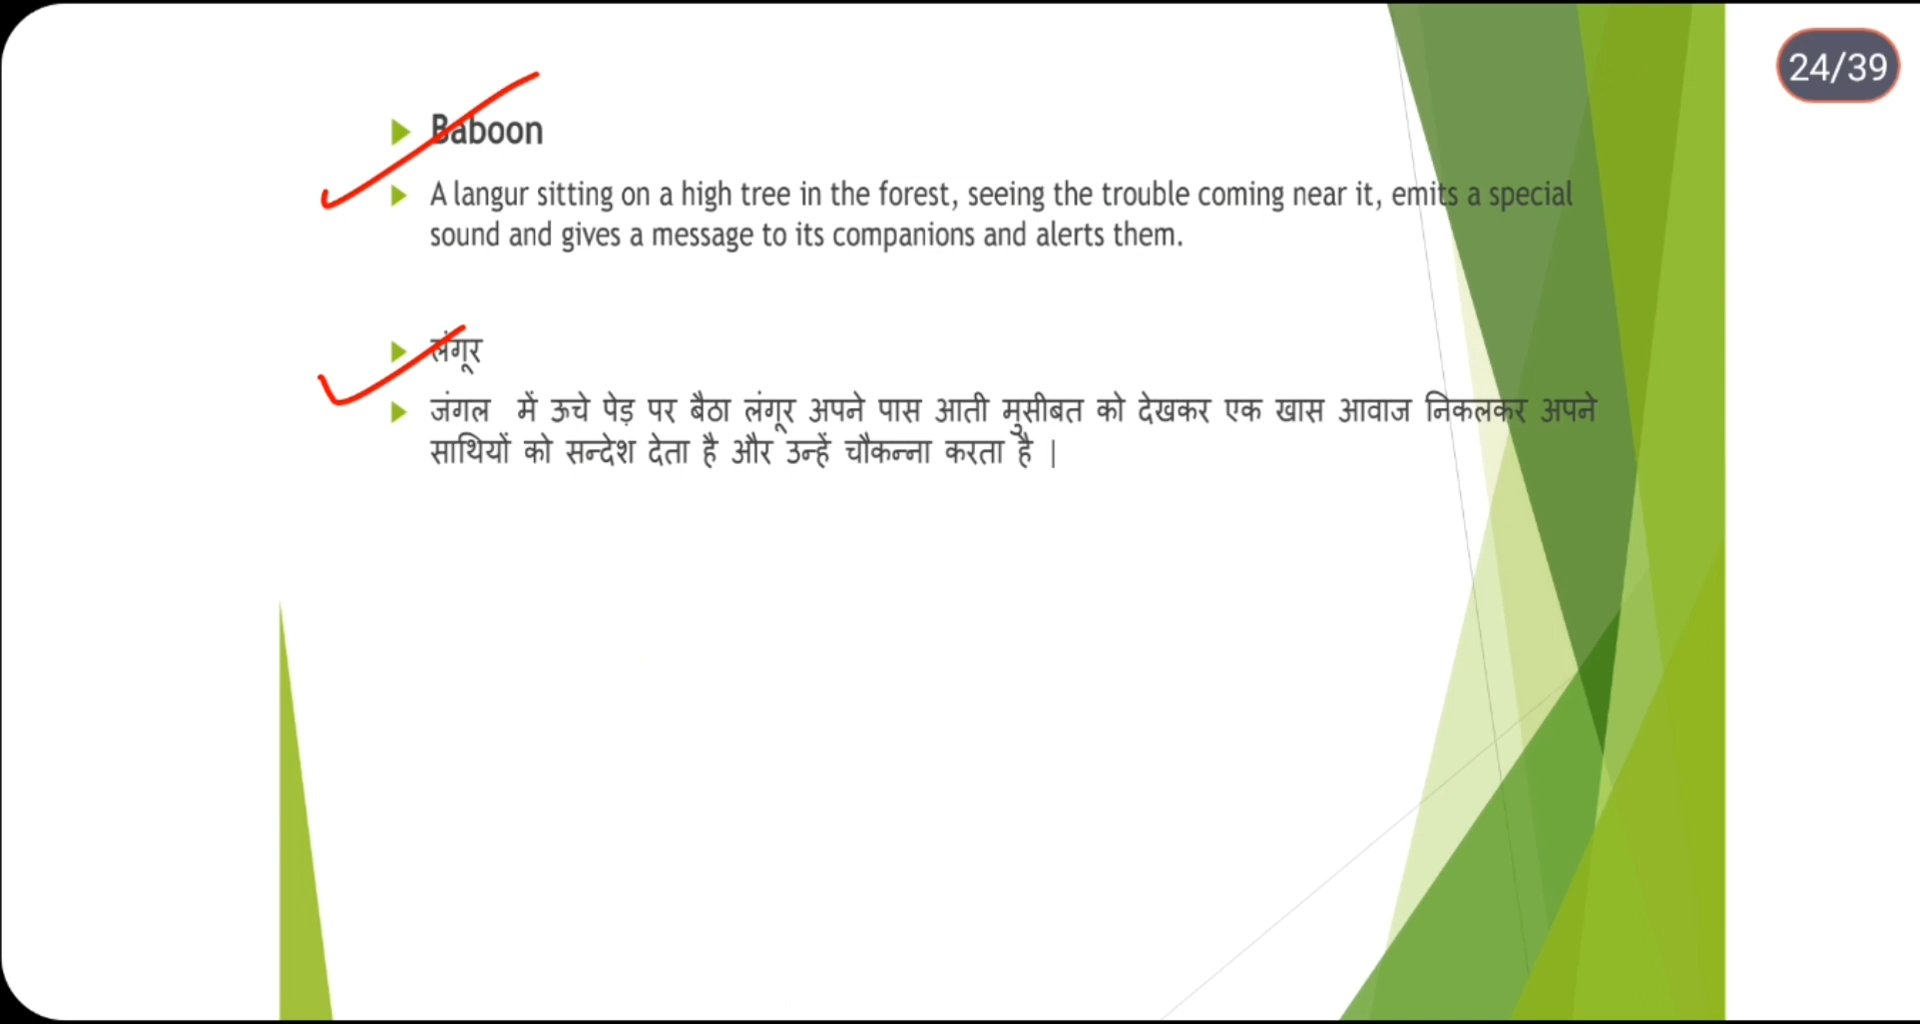 24/39
Baboon
A langur sitting on a high tree in the forest, seeing the trouble coming near it, emits a special
sound and gives a message to its companions and alerts them.
लंगूर
जंगल में ऊचे पेड़ पर बैठा लंगूर अपने पास आती मुसीबत को देखकर एक खास आवाज निकलकर अपने
साथियों को सन्देश देता है और उन्हें चौकन्ना करता है |